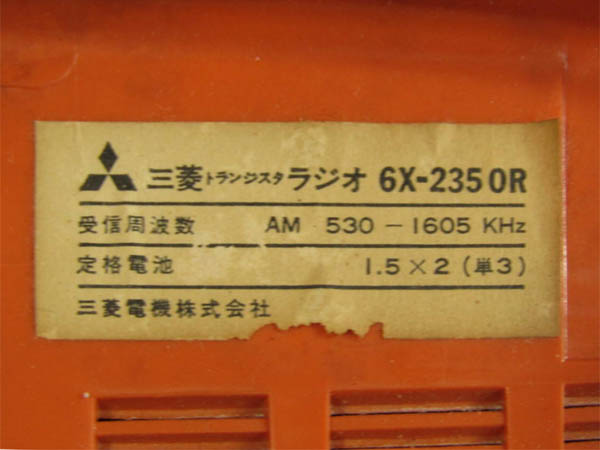 三菱トランジスタラジオ 6X-235OR
受信周波数 AM 530 − 1605 KHz
定格電池 1.5×2 (単3)
三菱電機株式会社